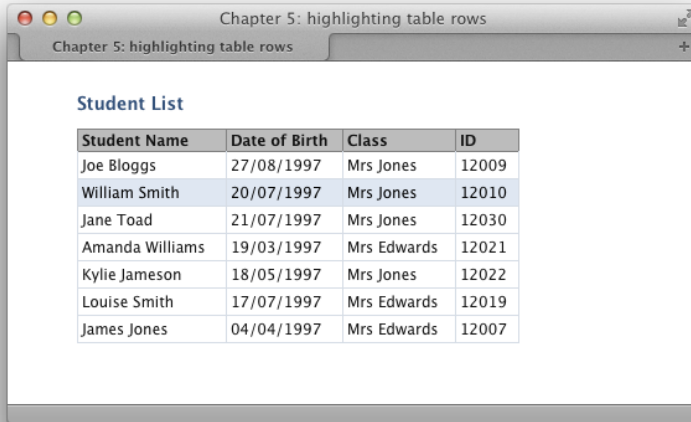 Chapter 5: highlighting table rows
Chapter 5: highlighting table rows
Student List
Student Name Date of Birth Class ID
Joe Bloggs 27/08/1997 Mrs Jones 12009
William Smith 20/07/1997 Mrs Jones 12010
Jane Toad 21/07/1997 Mrs Jones 12030
Amanda Williams 19/03/1997 Mrs Edwards 12021
Kylie Jameson 18/05/1997 Mrs Jones 12022
Louise Smith 17/07/1997 Mrs Edwards 12019
James Jones 04/04/1997 Mrs Edwards 12007